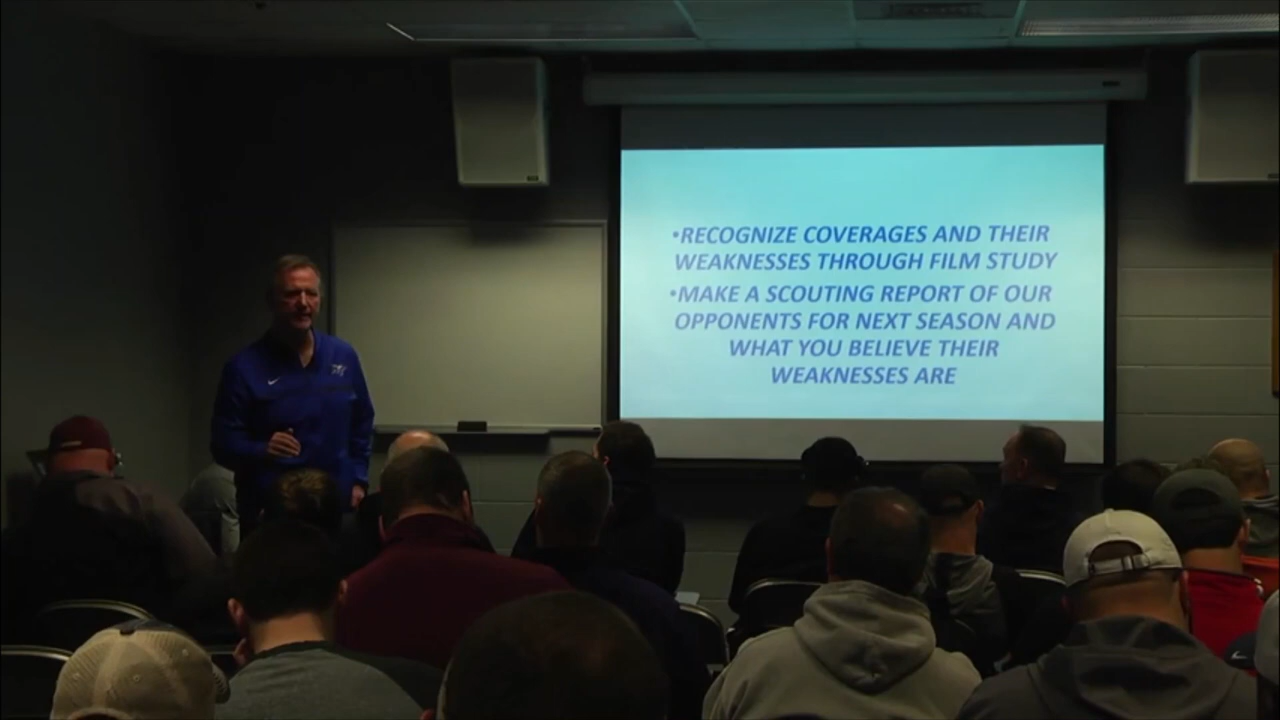 •RECOGNIZE COVERAGES AND THEIR
WEAKNESSES THROUGH FILM STUDY
•MAKE A SCOUTING REPORT OF OUR
OPPONENTS FOR NEXT SEASON AND
WHAT YOU BELIEVE THEIR
WEAKNESSES ARE